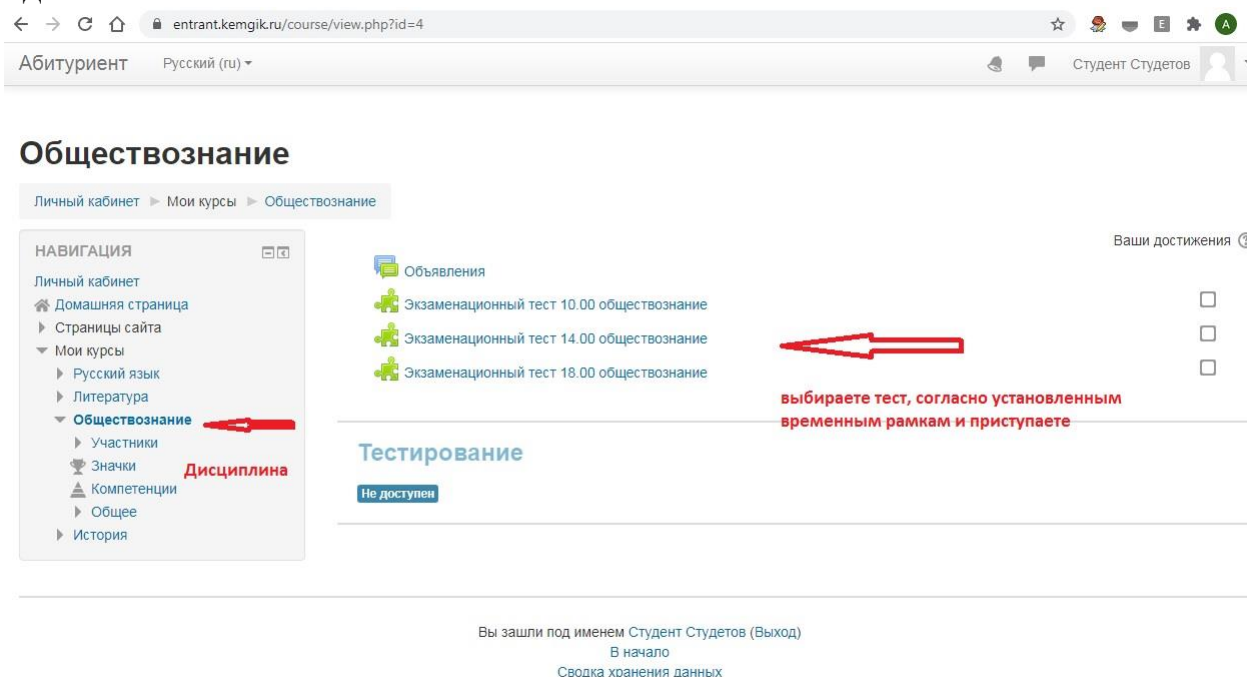 entrant.kemgik.ru/course/view.php?id=4
E
A
Абитуриент Русский (ru)
Студент Студетов
Обществознание
Личный кабинет Мои курсы Обществознание
НАВИГАЦИЯ
Личный кабинет
Домашняя страница
Страницы сайта
Мои курсы
Русский язык
Литература
Обществознание
Участники
Значки
Компетенции
Общее
История
Дисциплина
Ваши достижения
Объявления
Экзаменационный тест 10.00 обществознание
Экзаменационный тест 14.00 обществознание
Экзаменационный тест 18.00 обществознание
выбираете тест, согласно установленным
временным рамкам и приступаете
Тестирование
Не доступен
Вы зашли под именем Студент Студетов (Выход)
В начало
Сводка хранения данных